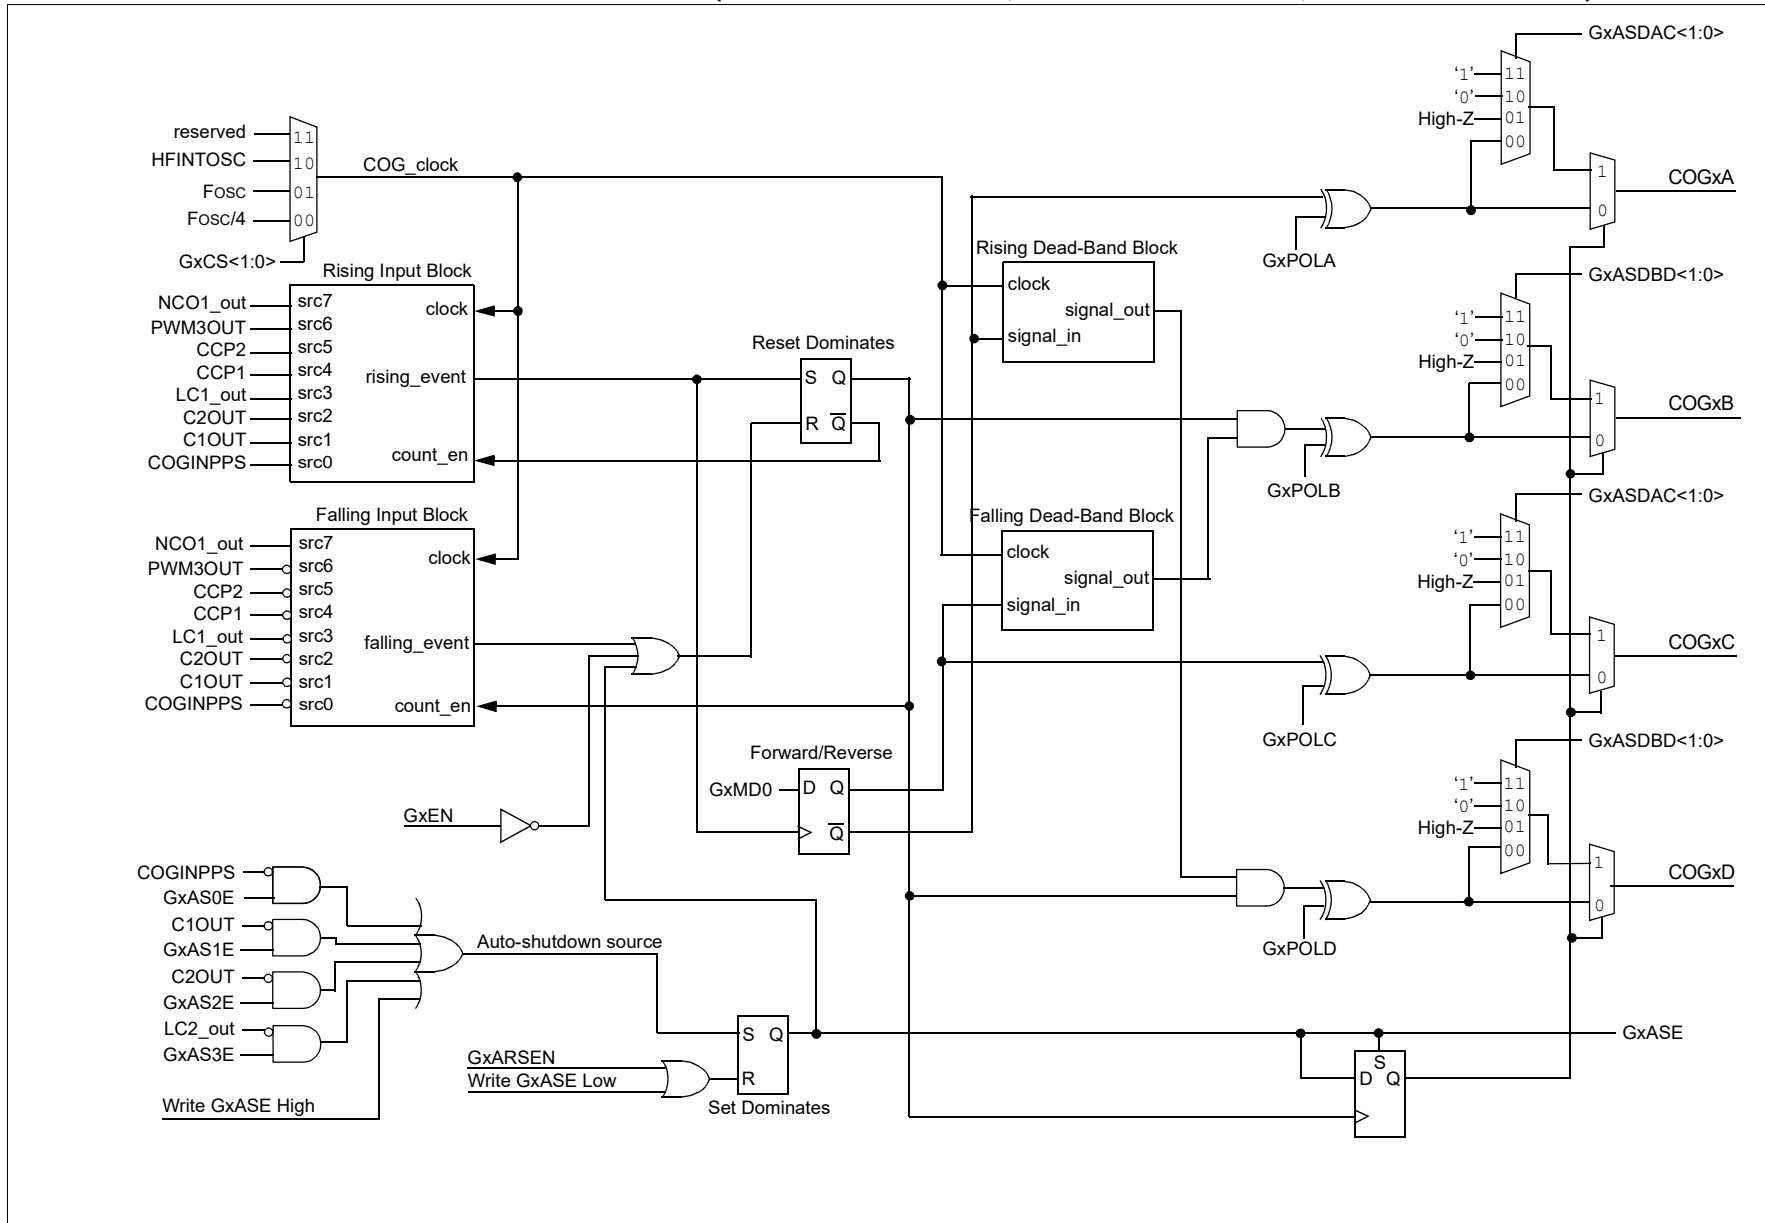 GxASDAC<1:0>
'1' 11
'0' 10
High-Z 01
00
1
0
COGxA
GxPOLA
reserved 11
HFINTOSC 10
FOSC 01
FOSC/4 00
GxCS<1:0>
COG_clock
Rising Input Block
NCO1_out src7
PWM3OUT src6
CCP2 src5
CCP1 src4
LC1_out src3
C2OUT src2
C1OUT src1
COGINPPS src0
clock
rising_event
count_en
Reset Dominates
S Q
R Q
Rising Dead-Band Block
clock
signal_out
signal_in
GxASDBD<1:0>
'1' 11
'0' 10
High-Z 01
00
1
0
COGxB
GxPOLB
Falling Input Block
NCO1_out src7
PWM3OUT src6
CCP2 src5
CCP1 src4
LC1_out src3
C2OUT src2
C1OUT src1
COGINPPS src0
clock
falling_event
count_en
Falling Dead-Band Block
clock
signal_out
signal_in
GxASDAC<1:0>
'1' 11
'0' 10
High-Z 01
00
1
0
COGxC
GxPOLC
Forward/Reverse
GxMD0 D Q
Q
GxEN
GxASDBD<1:0>
'1' 11
'0' 10
High-Z 01
00
1
0
COGxD
GxPOLD
COGINPPS
GxAS0E
C1OUT
GxAS1E
C2OUT
GxAS2E
LC2_out
GxAS3E
Write GxASE High
Auto-shutdown source
GxARSEN
Write GxASE Low
S Q
R
Set Dominates
GxASE
S
D Q